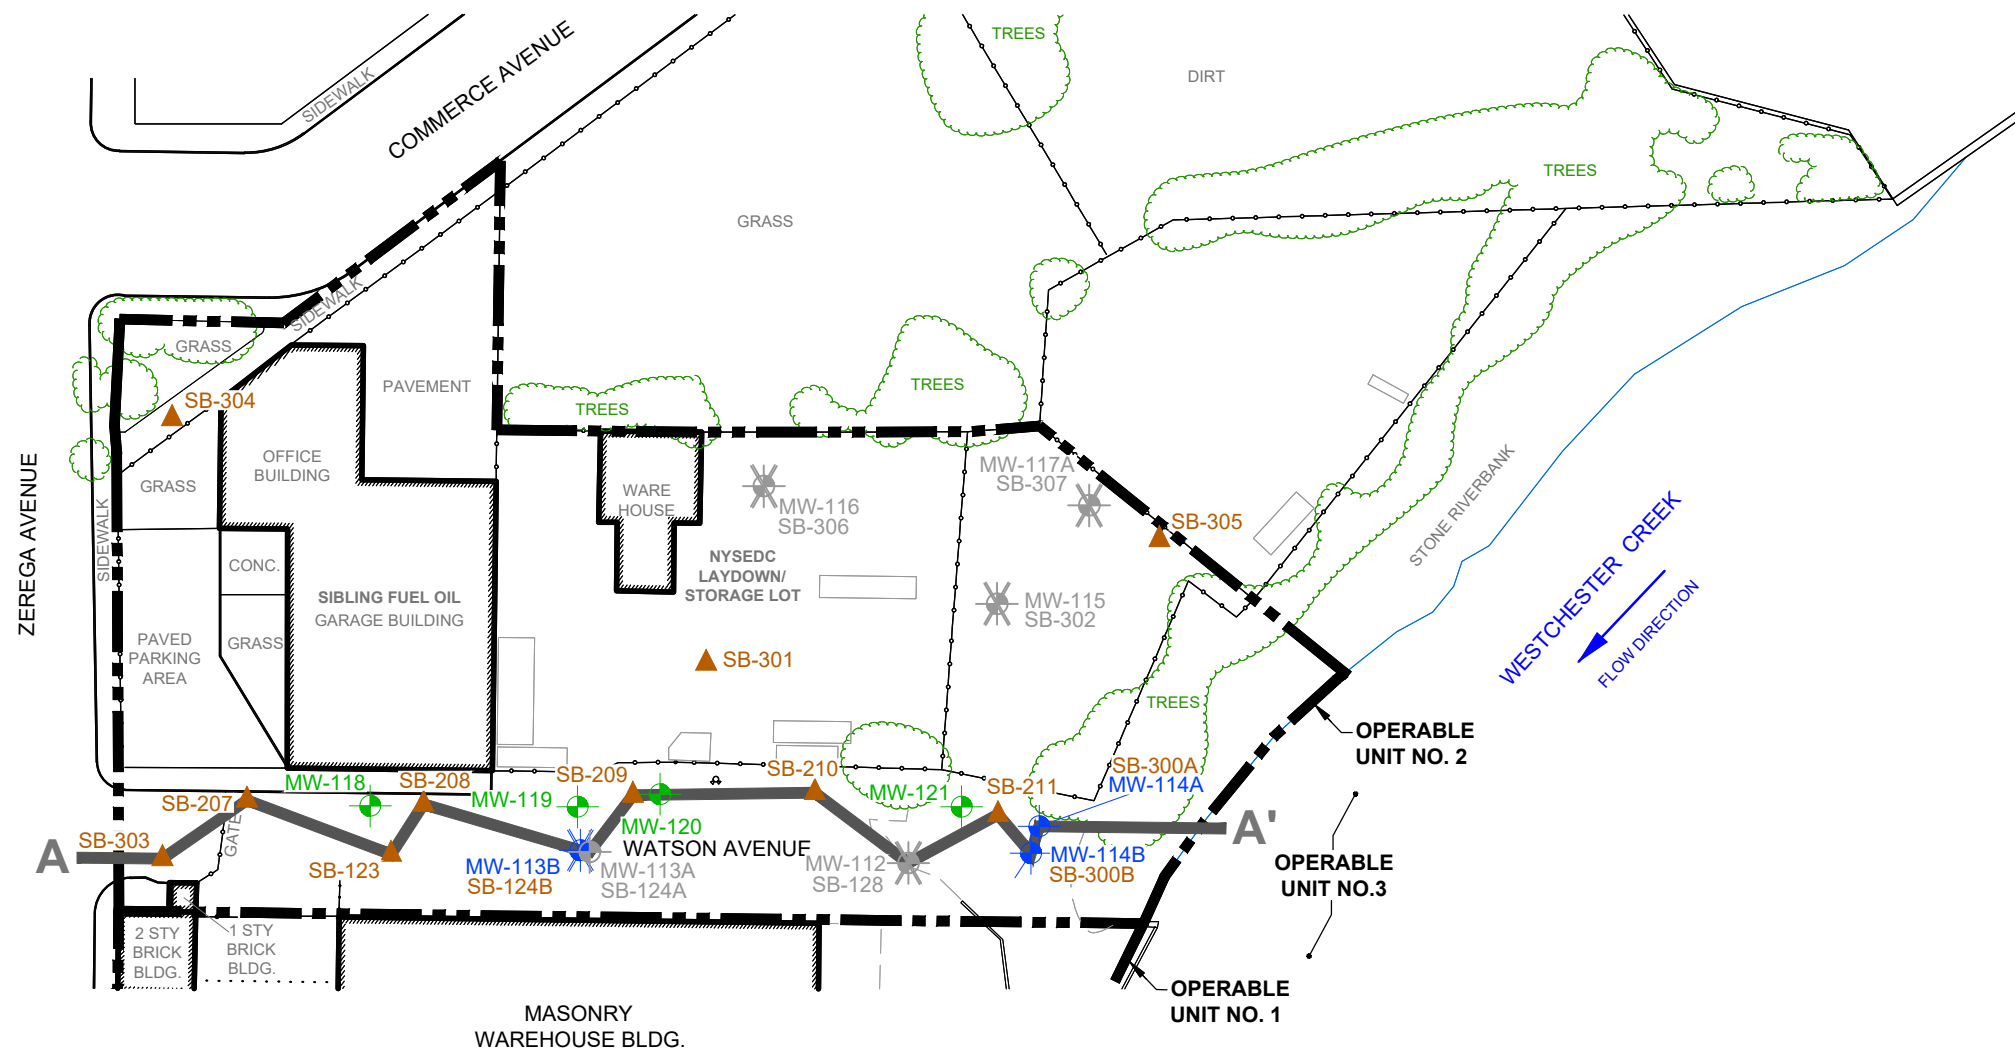 TREES
DIRT
SIDEWALK
COMMERCE AVENUE
TREES
GRASS
SIDEWALK
GRASS
PAVEMENT
TREES
TREES
SB-304
OFFICE
BUILDING
GRASS
WARE
HOUSE
MW-116
SB-306
MW-117A
SB-307
SB-305
STONE RIVERBANK
WESTCHESTER CREEK
FLOW DIRECTION
ZEREGA AVENUE
SIDEWALK
CONC.
NYSEDC
LAYDOWN/
STORAGE LOT
SIBLING FUEL OIL
GARAGE BUILDING
MW-115
SB-302
PAVED
PARKING
AREA
GRASS
SB-301
TREES
OPERABLE
UNIT NO. 2
MW-118
SB-208
SB-209
SB-210
SB-300A
MW-114A
SB-207
MW-119
MW-121
SB-211
SB-303
GATE
MW-120
A
A'
WATSON AVENUE
SB-123
MW-113B
SB-124B
MW-113A
SB-124A
MW-112
SB-128
MW-114B
SB-300B
OPERABLE
UNIT NO.3
2 STY
BRICK
BLDG.
1 STY
BRICK
BLDG.
OPERABLE
UNIT NO. 1
MASONRY
WAREHOUSE BLDG.